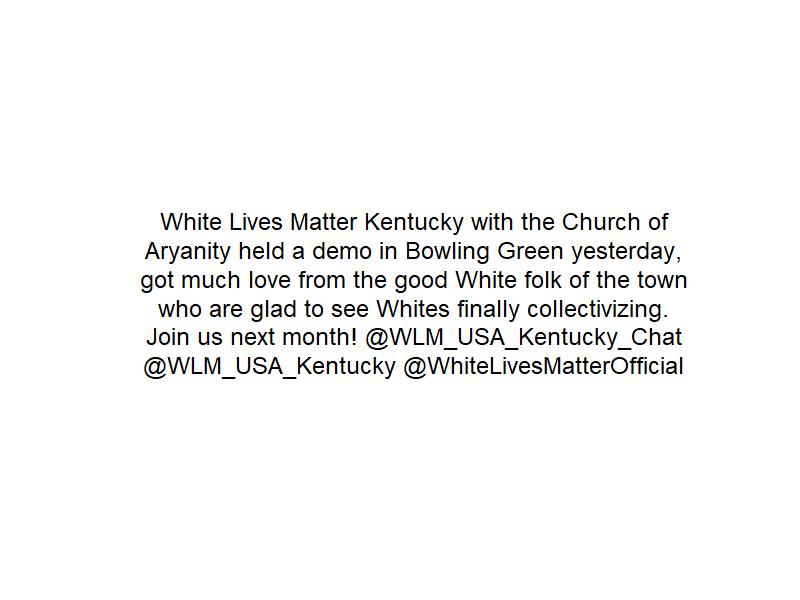 White Lives Matter Kentucky with the Church of
Aryanity held a demo in Bowling Green yesterday,
got much love from the good White folk of the town
who are glad to see Whites finally collectivizing.
Join us next month! @WLM_USA_Kentucky_Chat
@WLM_USA_Kentucky @WhiteLivesMatterOfficial